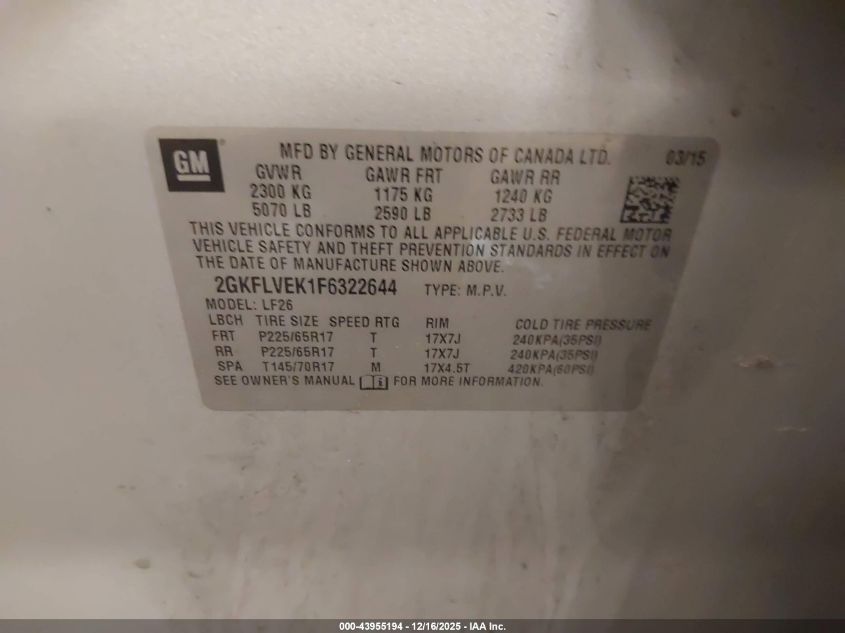 GM
MFD BY GENERAL MOTORS OF CANADA LTD. 03/15
GVWR GAWR FRT GAWR RR
2300 KG 1175 KG 1240 KG
5070 LB 2590 LB 2733 LB
THIS VEHICLE CONFORMS TO ALL APPLICABLE U.S. FEDERAL MOTOR
VEHICLE SAFETY AND THEFT PREVENTION STANDARDS IN EFFECT ON
THE DATE OF MANUFACTURE SHOWN ABOVE.
2GKFLVEK1F6322644 TYPE: M.P.V.
MODEL: LF26
LBCH TIRE SIZE SPEED RTG RIM COLD TIRE PRESSURE
FRT P225/65R17 T 17X7J 240KPA(35PSI)
RR P225/65R17 T 17X7J 240KPA(35PSI)
SPA T145/70R17 M 17X4.5T 420KPA(60PSI)
SEE OWNER'S MANUAL i FOR MORE INFORMATION.
000-43955194 - 12/16/2025 - IAA Inc.